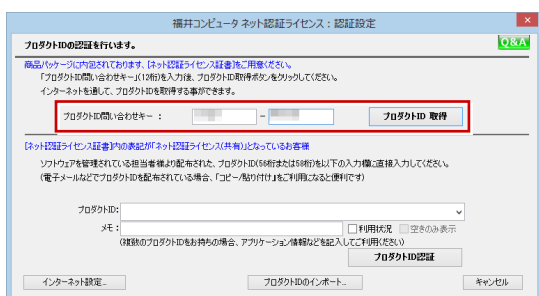 福井コンピュータ ネット認証ライセンス:認証設定
プロダクトIDの認証を行います。
Q&A
商品パッケージに内包されております、[ネット認証ライセンス証書]をご用意ください。
「プロダクトID問い合わせキー」(12桁)を入力後、プロダクトID取得ボタンをクリックしてください。
インターネットを通して、プロダクトIDを取得する事ができます。
プロダクトID問い合わせキー :
-
プロダクトID 取得
[ネット認証ライセンス証書]内の表記が「ネット認証ライセンス(共有)」となっているお客様
ソフトウェアを管理されている担当者様より配布された、プロダクトID(56桁または58桁)を以下の入力欄に直接入力してください。
(電子メールなどでプロダクトIDを配布されている場合、「コピー/貼り付け」をご利用になると便利です)
プロダクトID:
メモ:
利用状況 空きのみ表示
(複数のプロダクトIDをお持ちの場合、アプリケーション情報などを記入してご利用ください)
プロダクトID認証
インターネット設定...
プロダクトIDのインポート...
キャンセル